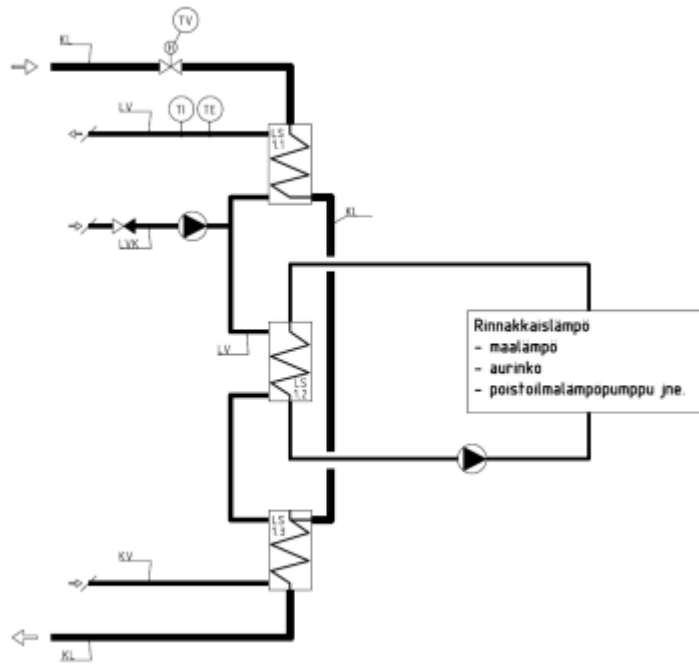 TV
KL
H
LV
TI
TE
LS
1.1
KL
LVK
LV
LS
1.2
Rinnakkaislämpö
- maalämpö
- aurinko
- poistoilmalämpöpumppu jne.
LS
1.3
KV
KL